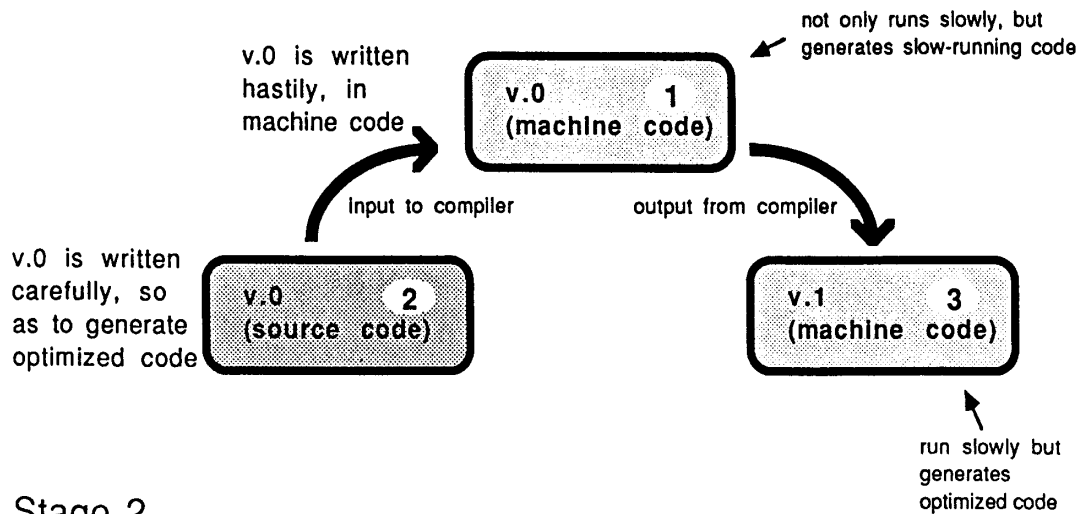 not only runs slowly, but
generates slow-running code
v.0 is written
hastily, in
machine code
v.0 1
(machine code)
input to compiler
output from compiler
v.0 is written
carefully, so
as to generate
optimized code
v.0 2
(source code)
v.1 3
(machine code)
run slowly but
generates
optimized code
Stage 2